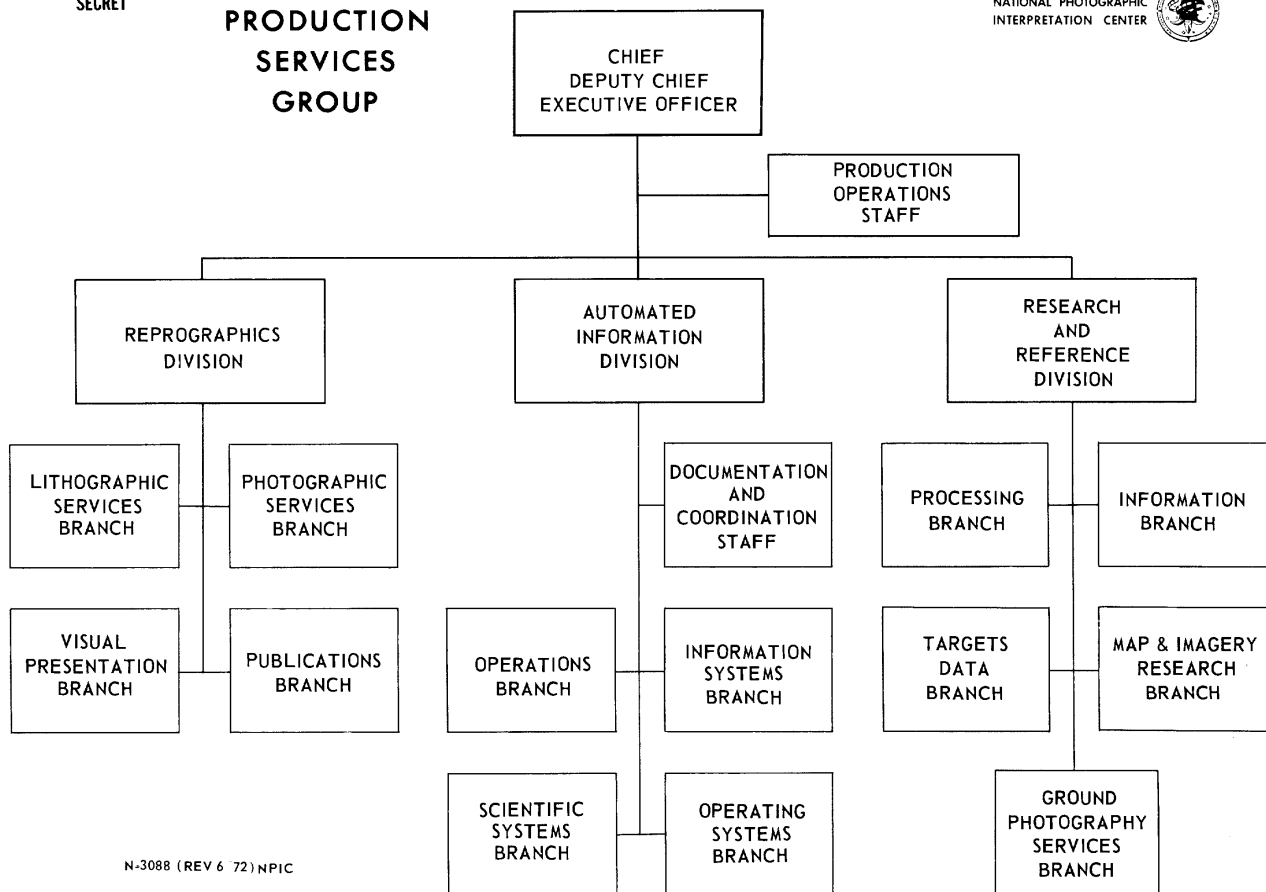 SECRET
PRODUCTION
SERVICES
GROUP
NATIONAL PHOTOGRAPHIC
INTERPRETATION CENTER
CHIEF
DEPUTY CHIEF
EXECUTIVE OFFICER
PRODUCTION
OPERATIONS
STAFF
REPROGRAPHICS
DIVISION
AUTOMATED
INFORMATION
DIVISION
RESEARCH
AND
REFERENCE
DIVISION
LITHOGRAPHIC
SERVICES
BRANCH
PHOTOGRAPHIC
SERVICES
BRANCH
DOCUMENTATION
AND
COORDINATION
STAFF
PROCESSING
BRANCH
INFORMATION
BRANCH
VISUAL
PRESENTATION
BRANCH
PUBLICATIONS
BRANCH
OPERATIONS
BRANCH
INFORMATION
SYSTEMS
BRANCH
TARGETS
DATA
BRANCH
MAP & IMAGERY
RESEARCH
BRANCH
SCIENTIFIC
SYSTEMS
BRANCH
OPERATING
SYSTEMS
BRANCH
GROUND
PHOTOGRAPHY
SERVICES
BRANCH
N-3088 (REV 6 72) NPIC